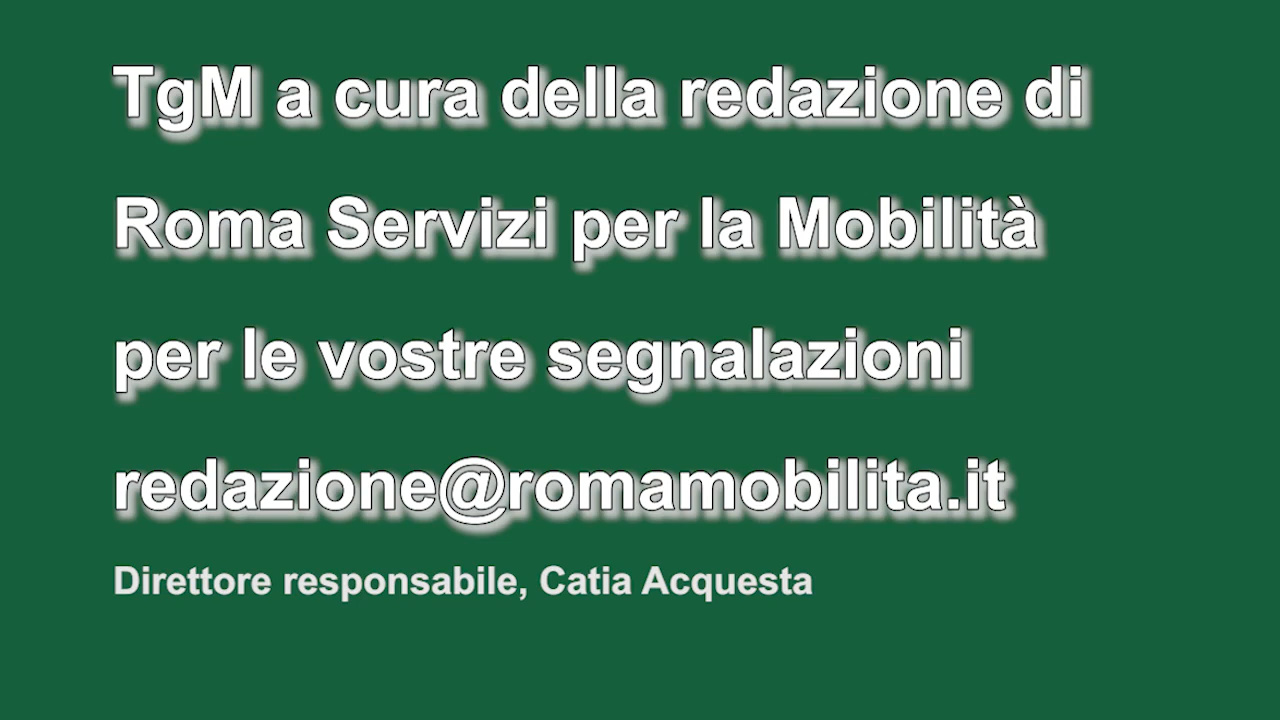 TgM a cura della redazione di
Roma Servizi per la Mobilità
per le vostre segnalazioni
redazione@romamobilita.it
Direttore responsabile, Catia Acquesta